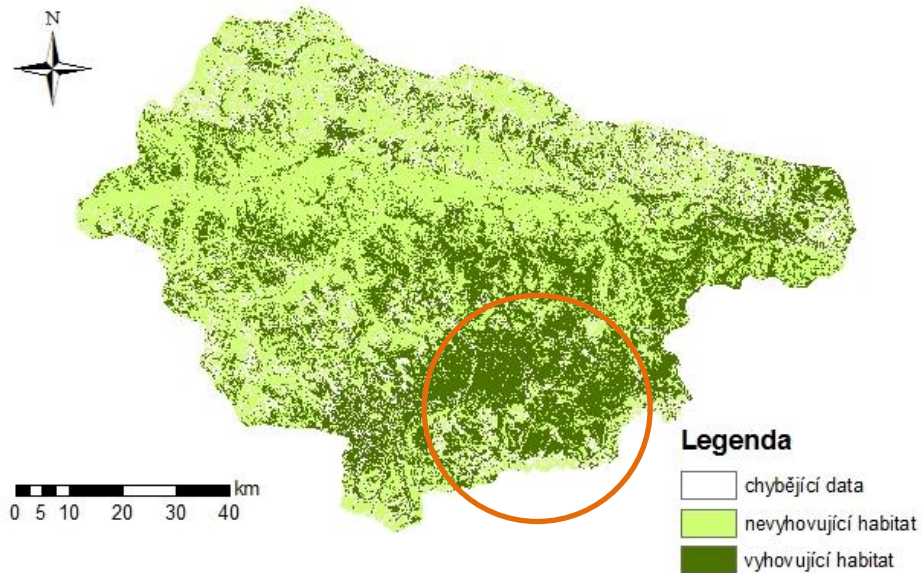 N
Legenda
chybějící data
nevyhovující habitat
vyhovující habitat
km
0 5 10 20 30 40